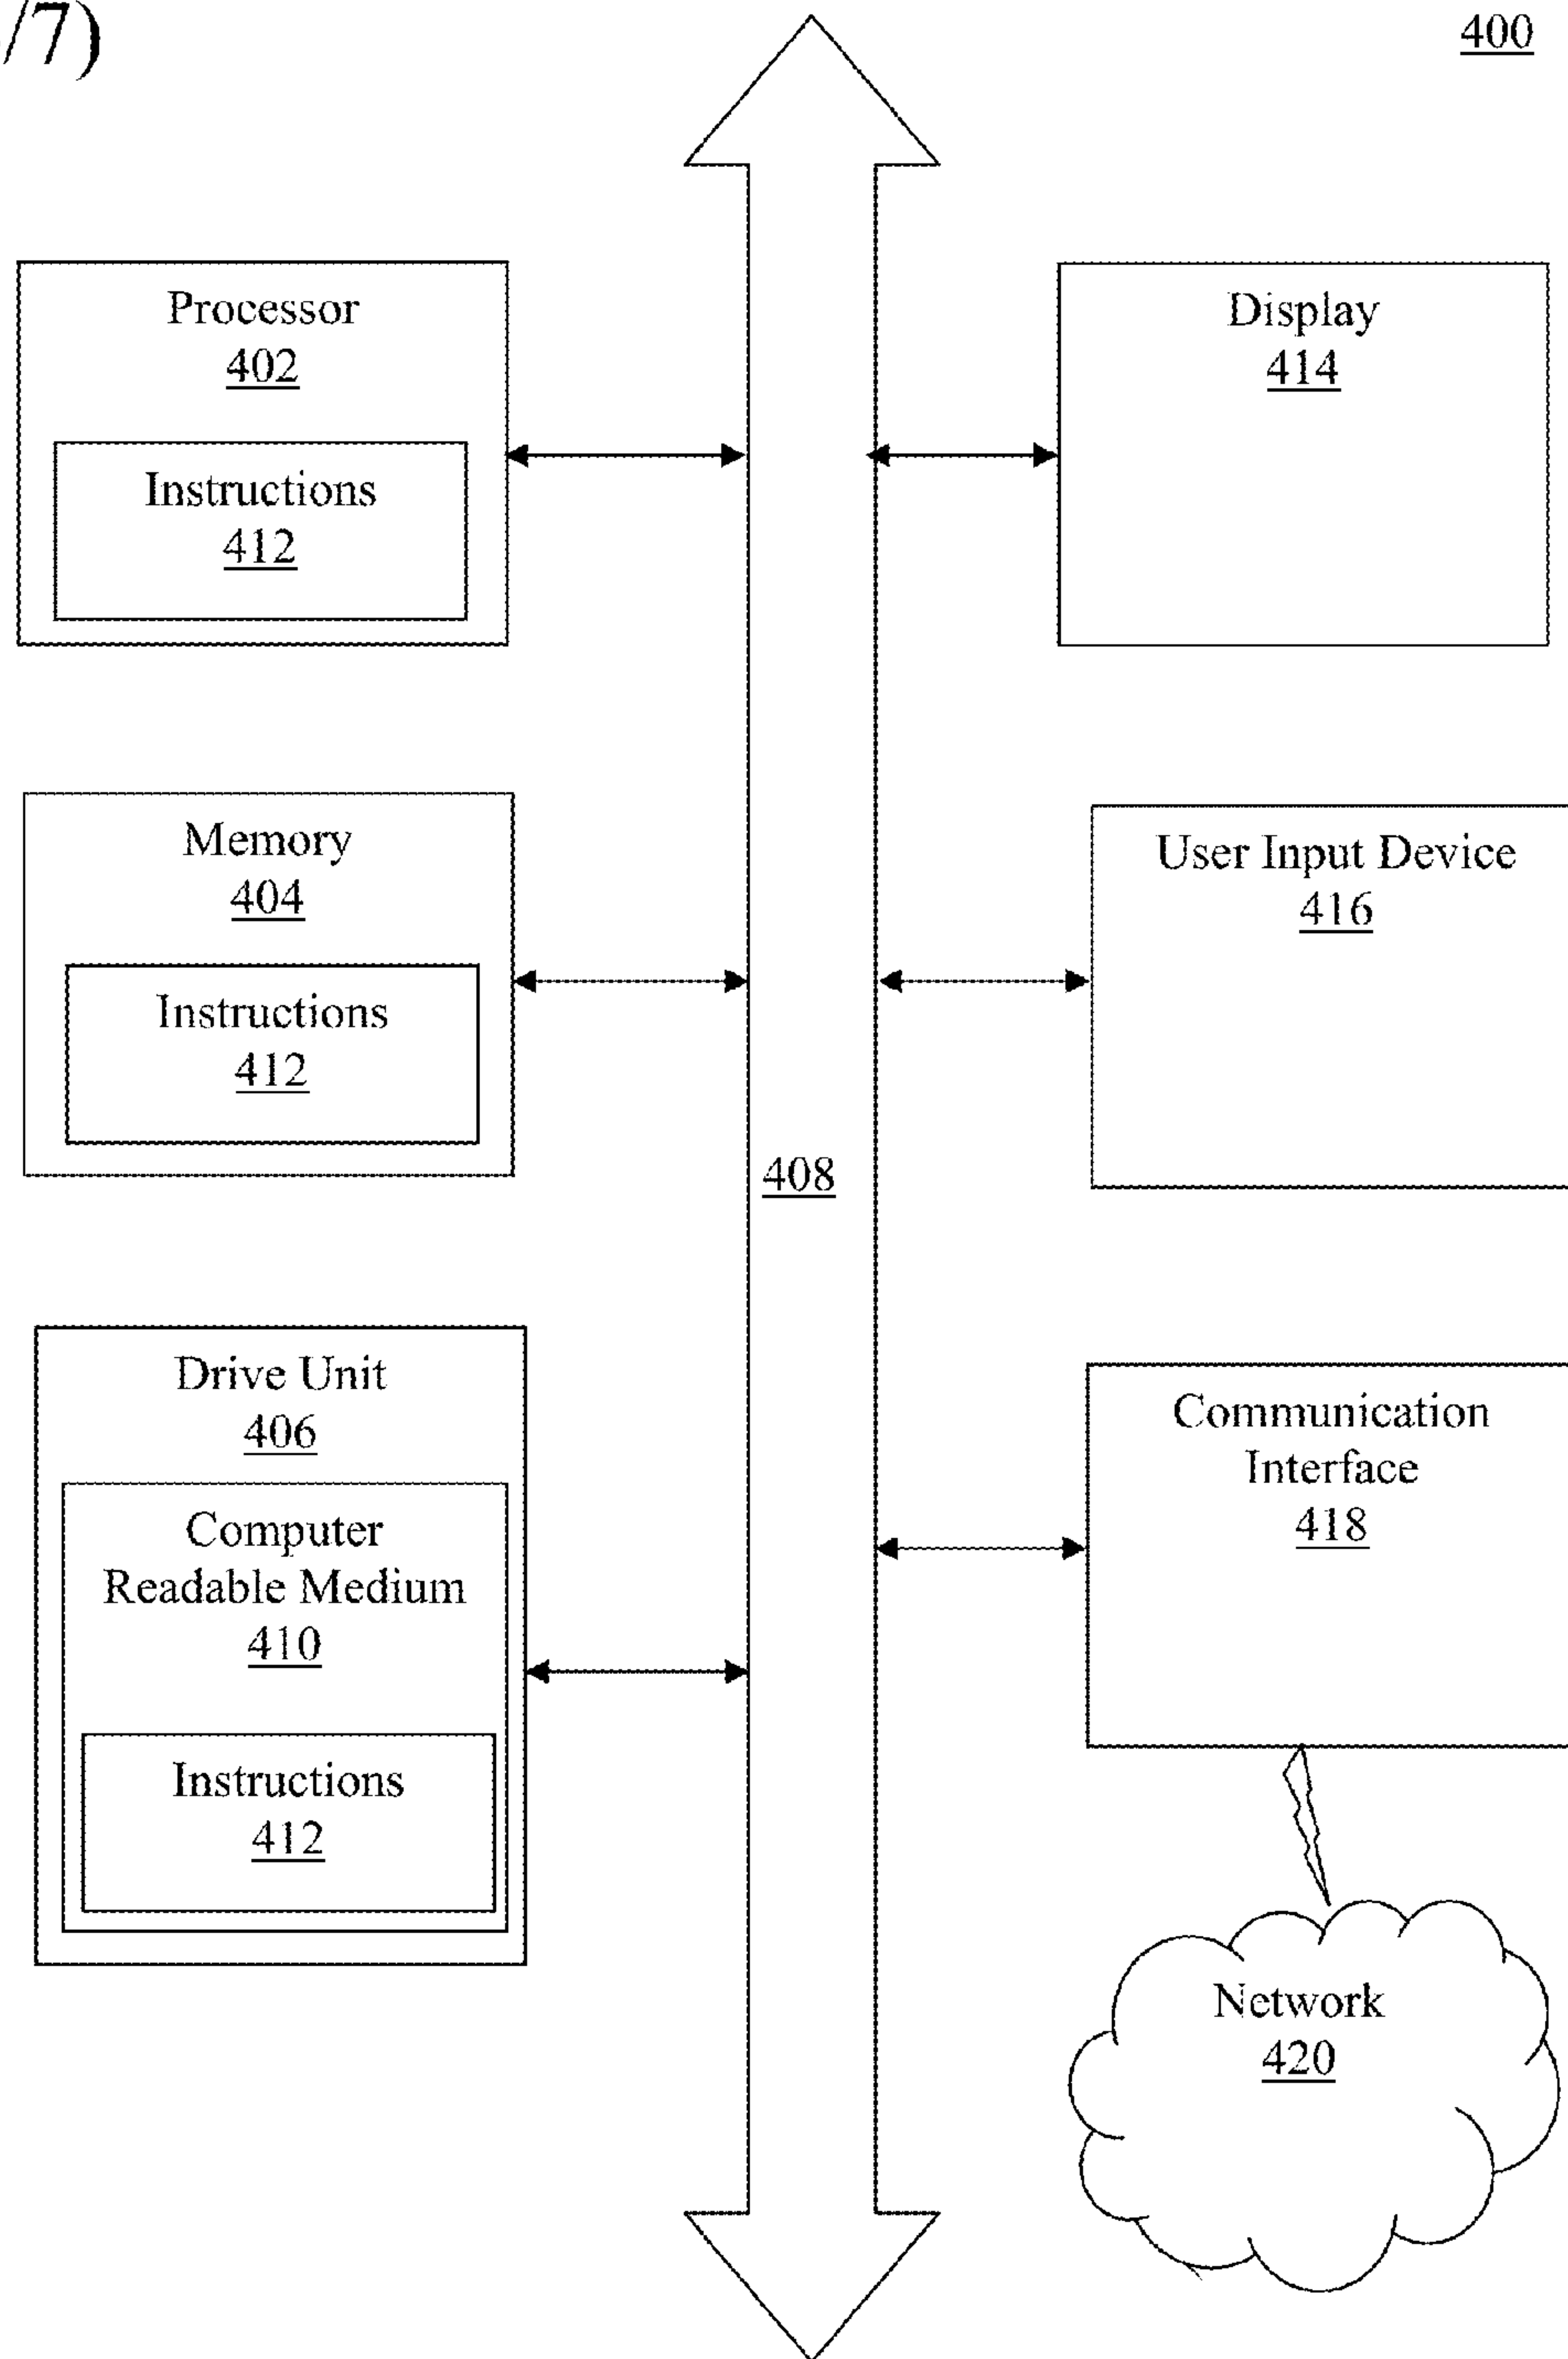 /7)
400
Processor
402
Instructions
412
Display
414
Memory
404
Instructions
412
User Input Device
416
408
Drive Unit
406
Computer
Readable Medium
410
Instructions
412
Communication
Interface
418
Network
420